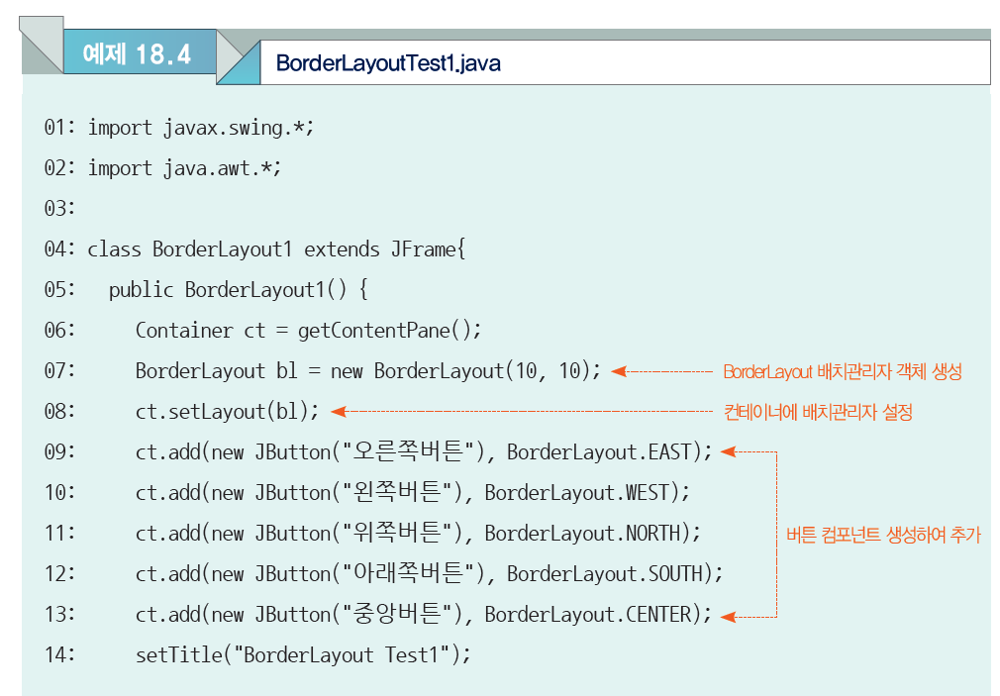 예제 18.4
BorderLayoutTest1.java
01: import javax.swing.*;
02: import java.awt.*;
03:
04: class BorderLayout1 extends JFrame{
05: public BorderLayout1() {
06: Container ct = getContentPane();
07: BorderLayout bl = new BorderLayout(10, 10); BorderLayout 배치관리자 객체 생성
08: ct.setLayout(bl); 컨테이너에 배치관리자 설정
09: ct.add(new JButton("오른쪽버튼"), BorderLayout.EAST);
10: ct.add(new JButton("왼쪽버튼"), BorderLayout.WEST);
11: ct.add(new JButton("위쪽버튼"), BorderLayout.NORTH); 버튼 컴포넌트 생성하여 추가
12: ct.add(new JButton("아래쪽버튼"), BorderLayout.SOUTH);
13: ct.add(new JButton("중앙버튼"), BorderLayout.CENTER);
14: setTitle("BorderLayout Test1");